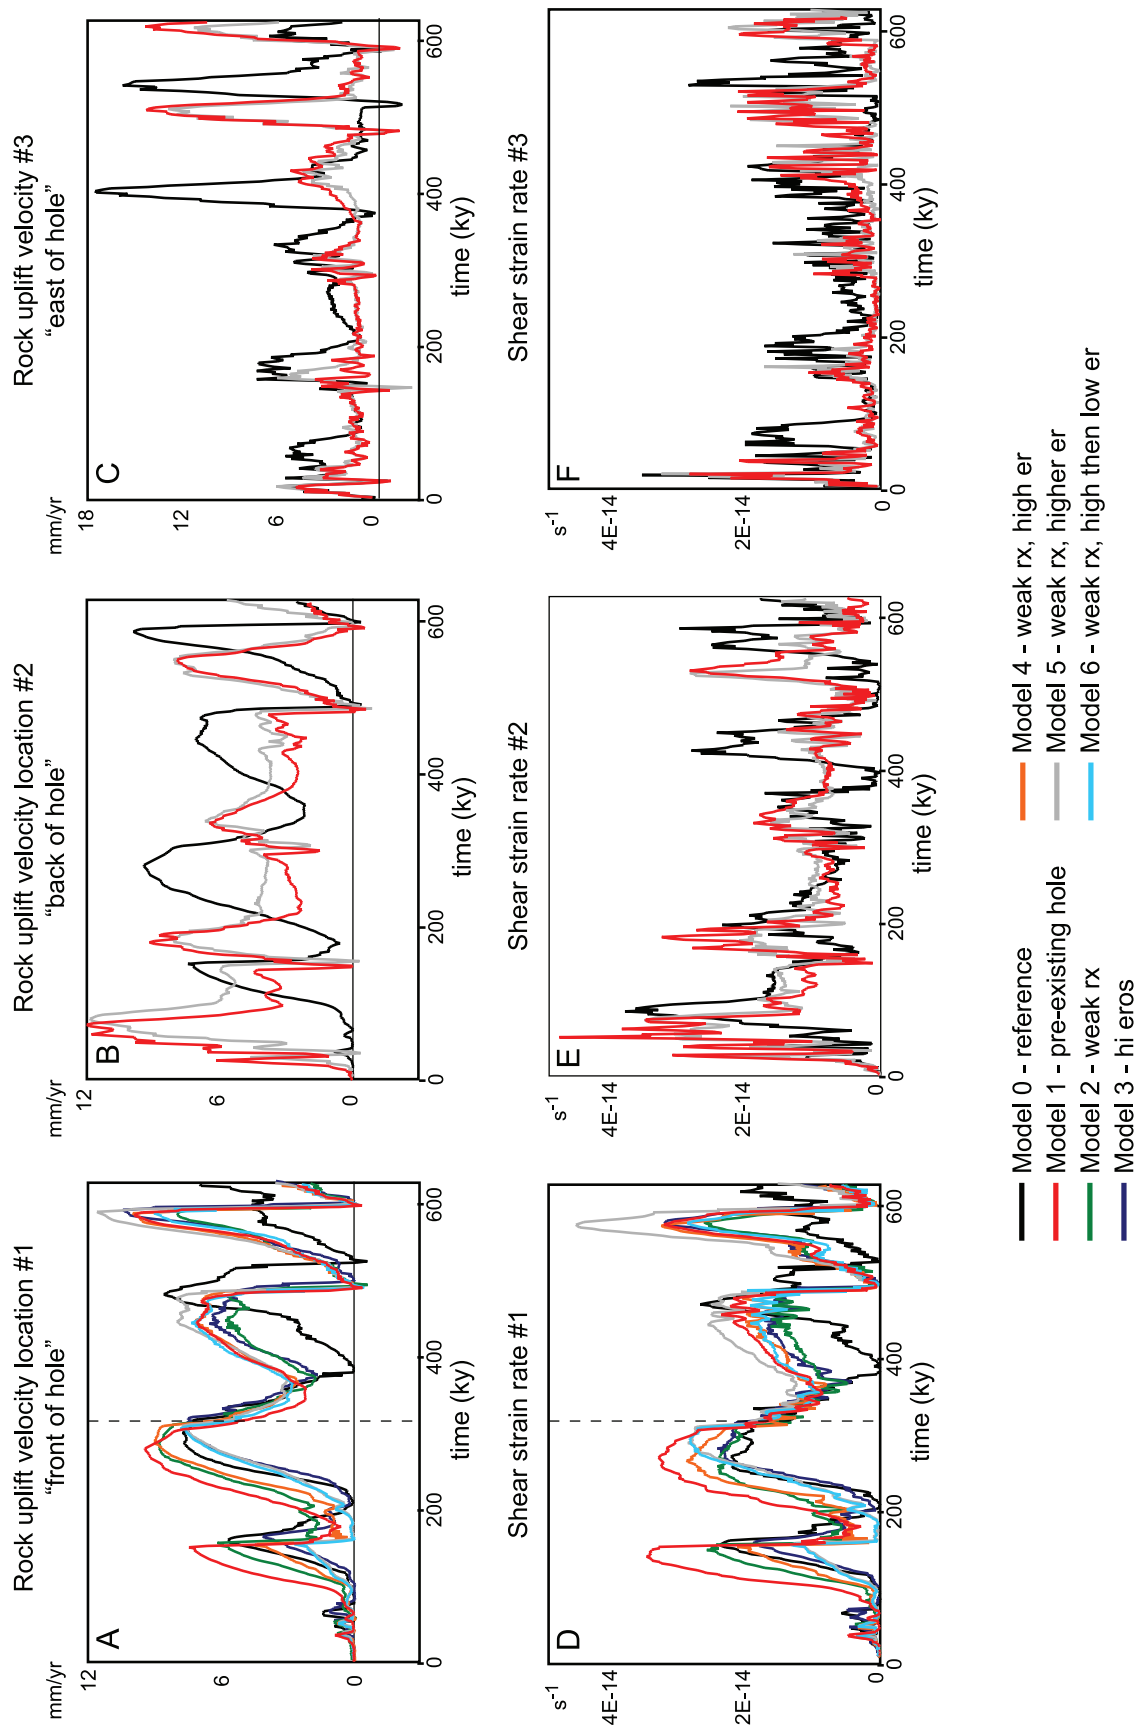 Rock uplift velocity location #1
“front of hole”
mm/yr
A
12
6
0
0
200
400
600
time (ky)
Rock uplift velocity location #2
“back of hole”
mm/yr
B
12
6
0
0
200
400
600
time (ky)
Rock uplift velocity #3
“east of hole”
mm/yr
C
18
12
6
0
0
200
400
600
time (ky)
Shear strain rate #1
s-1
D
4E-14
2E-14
0
0
200
400
600
time (ky)
Shear strain rate #2
s-1
E
4E-14
2E-14
0
0
200
400
600
time (ky)
Shear strain rate #3
s-1
F
4E-14
2E-14
0
0
200
400
600
time (ky)
Model 0 - reference
Model 1 - pre-existing hole
Model 2 - weak rx
Model 3 - hi eros
Model 4 - weak rx, high er
Model 5 - weak rx, higher er
Model 6 - weak rx, high then low er